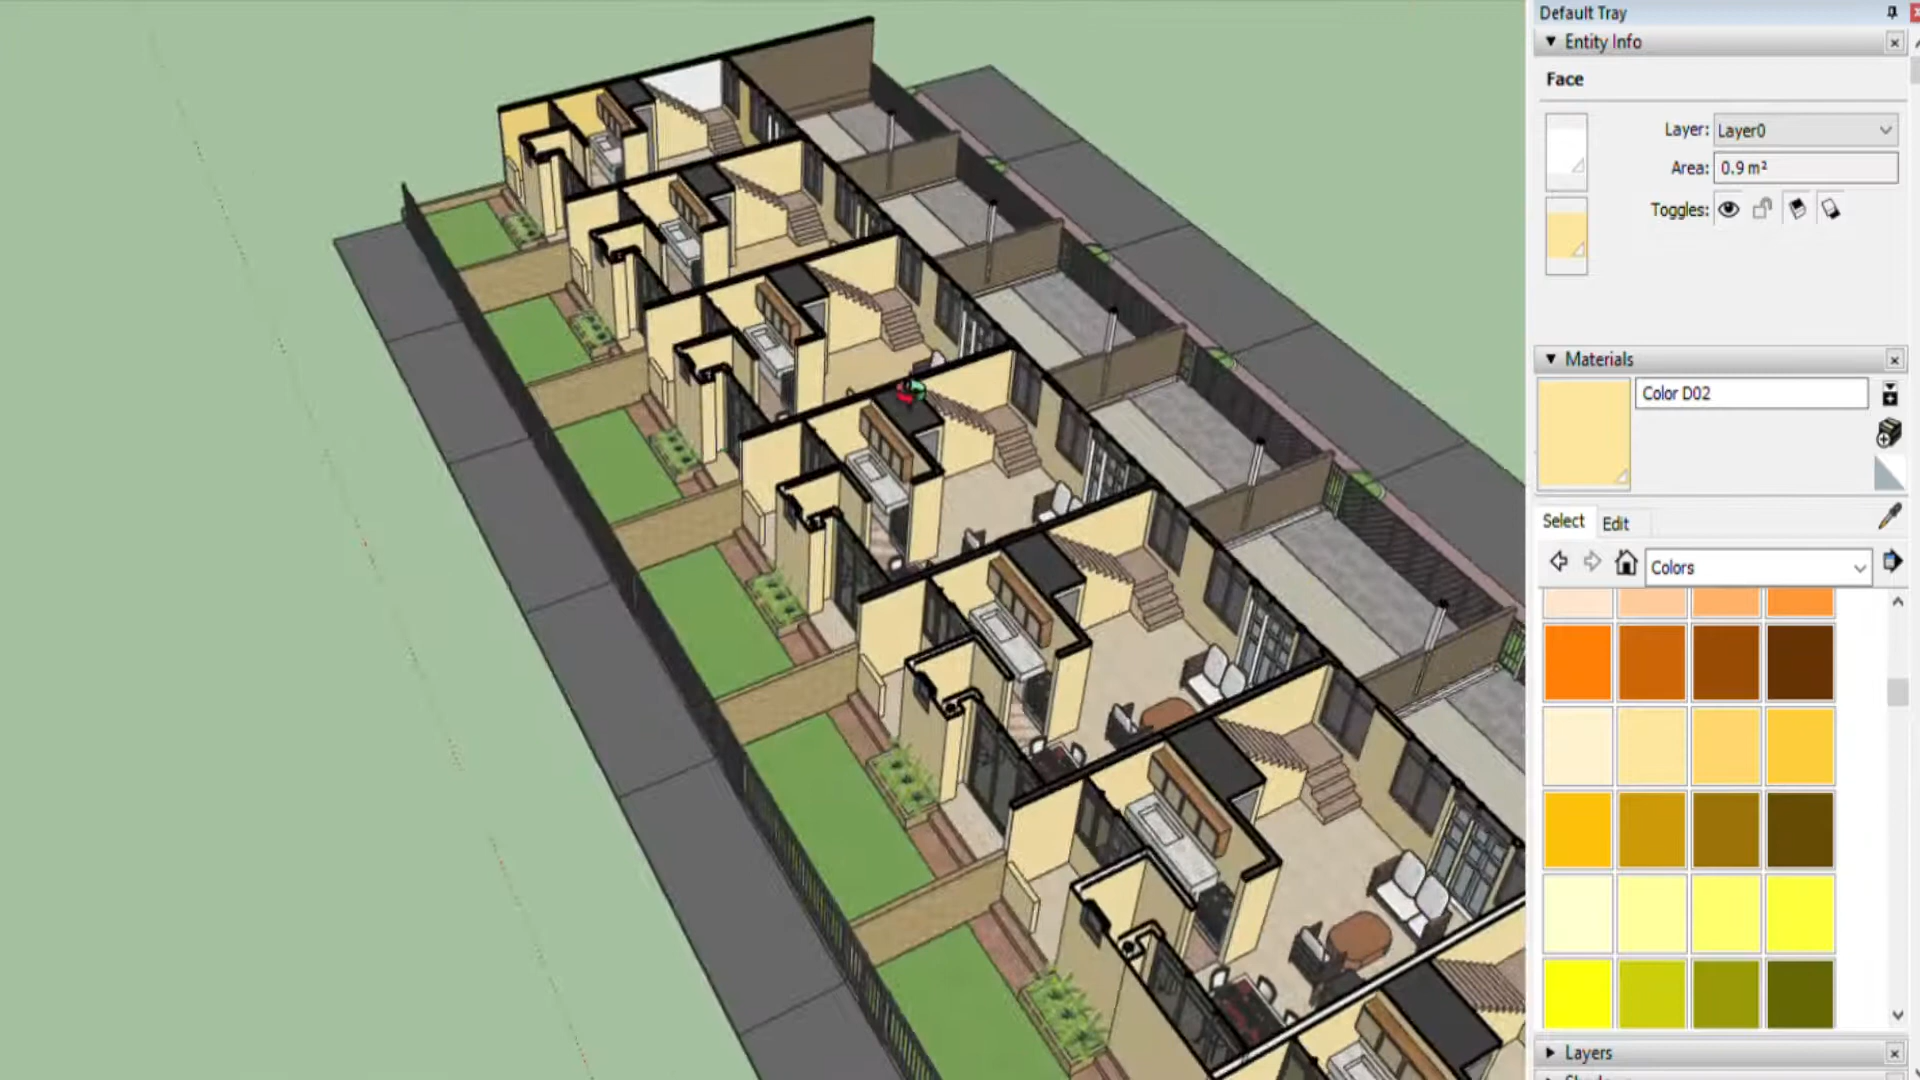 Default Tray
Entity Info
Face
Layer: Layer0
Area: 0.9 m²
Toggles:
Materials
Color D02
Select Edit
Colors
Layers